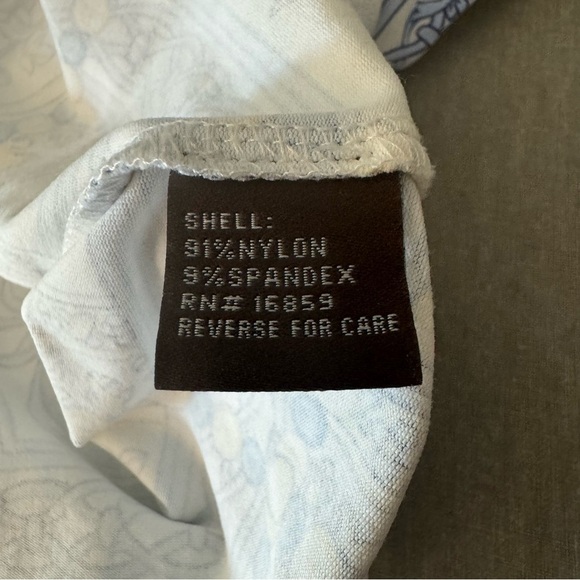 SHELL:
91%NYLON
9%SPANDEX
RN# 16859
REVERSE FOR CARE